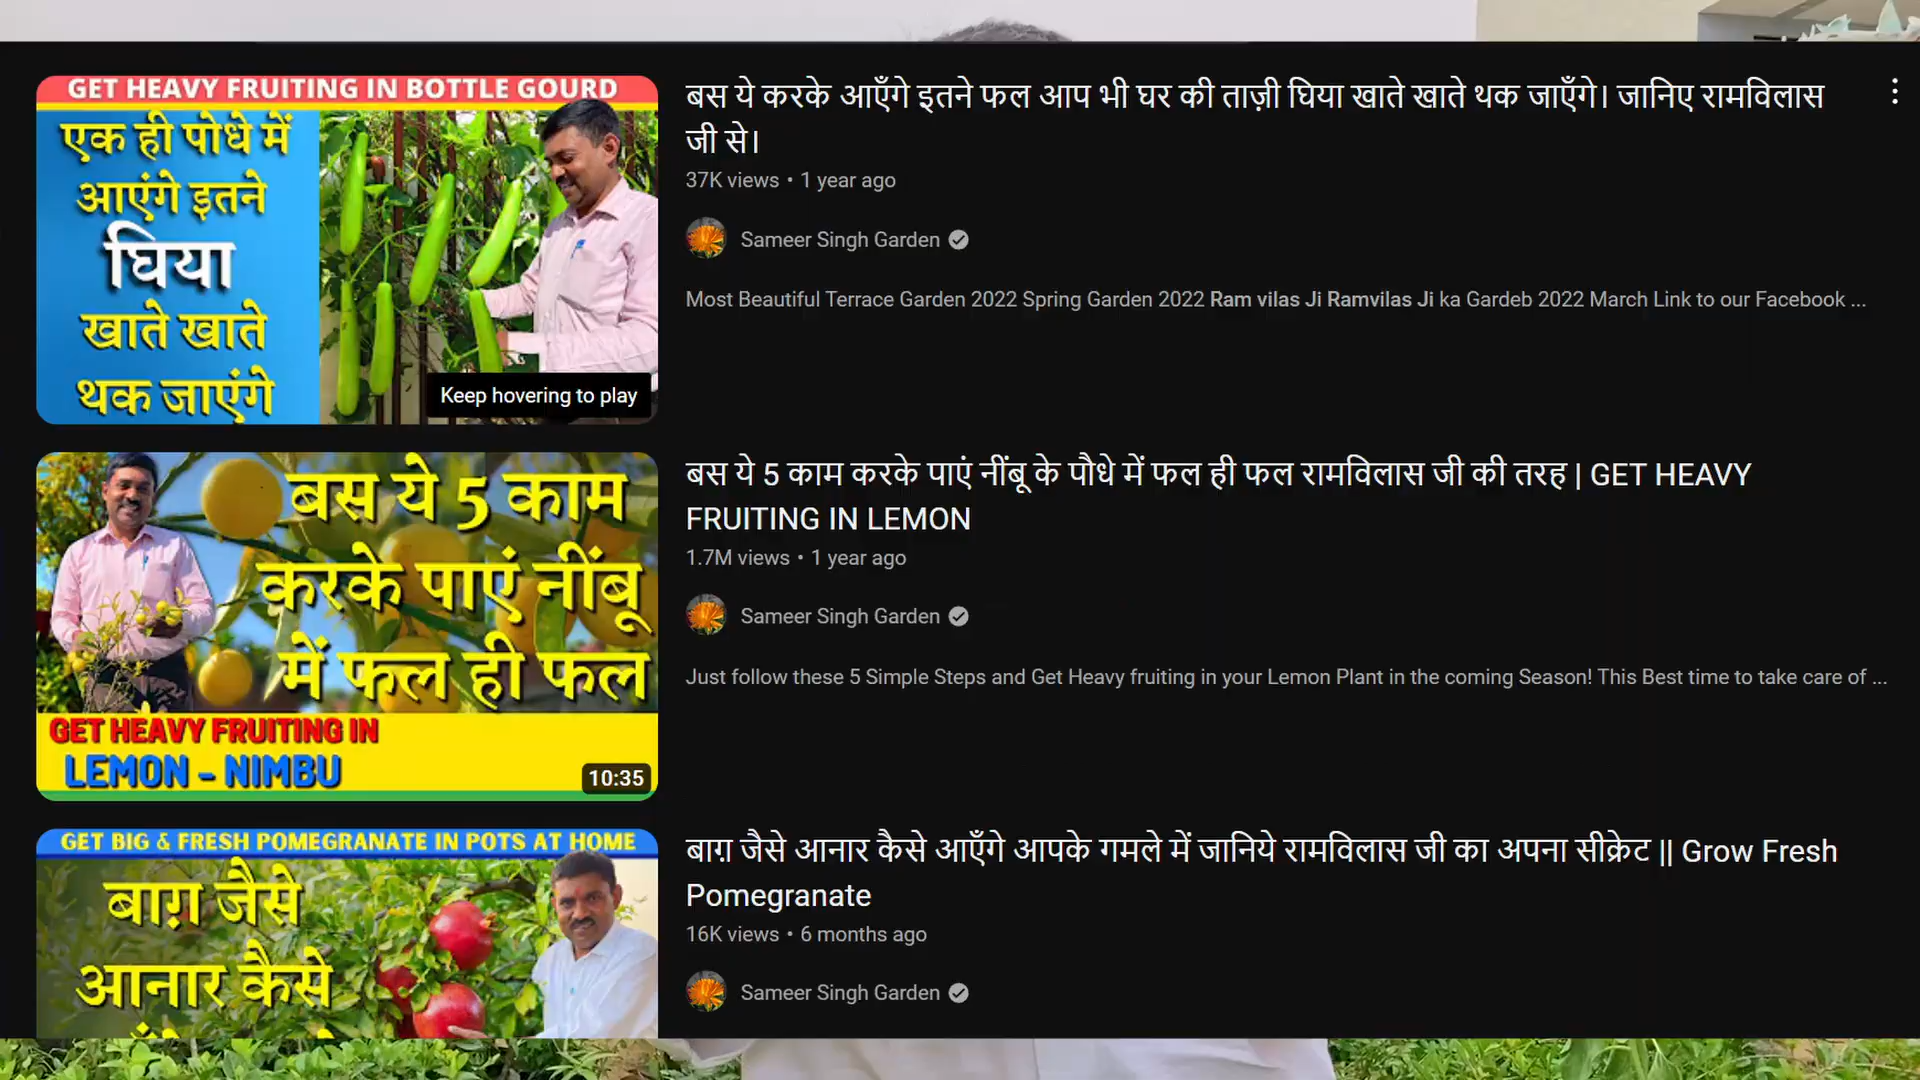 GET HEAVY FRUITING IN BOTTLE GOURD
एक ही पोधे में
आएंगे इतने
घिया
खाते खाते
थक जाएंगे
Keep hovering to play
बस ये करके आएँगे इतने फल आप भी घर की ताज़ी घिया खाते खाते थक जाएँगे। जानिए रामविलास
जी से।
37K views • 1 year ago
Sameer Singh Garden
Most Beautiful Terrace Garden 2022 Spring Garden 2022 Ram vilas Ji Ramvilas Ji ka Gardeb 2022 March Link to our Facebook ...
बस ये 5 काम
करके पाएं नींबू
में फल ही फल
GET HEAVY FRUITING IN
LEMON - NIMBU
10:35
बस ये 5 काम करके पाएं नींबू के पौधे में फल ही फल रामविलास जी की तरह | GET HEAVY
FRUITING IN LEMON
1.7M views • 1 year ago
Sameer Singh Garden
Just follow these 5 Simple Steps and Get Heavy fruiting in your Lemon Plant in the coming Season! This Best time to take care of ...
GET BIG & FRESH POMEGRANATE IN POTS AT HOME
बाग़ जैसे
आनार कैसे
बाग़ जैसे आनार कैसे आएँगे आपके गमले में जानिये रामविलास जी का अपना सीक्रेट || Grow Fresh
Pomegranate
16K views • 6 months ago
Sameer Singh Garden